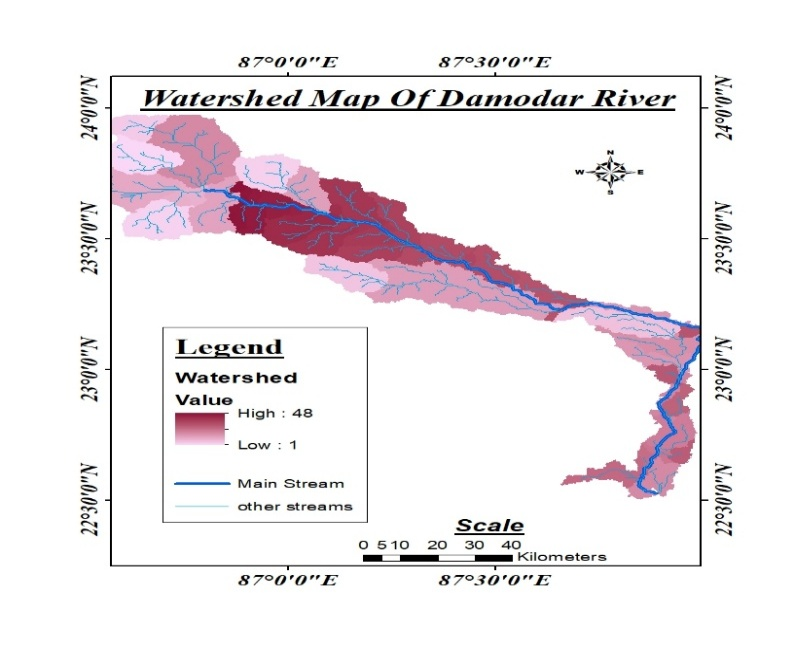 87°0'0"E 87°30'0"E
Watershed Map Of Damodar River
24°0'0"N 24°0'0"N
N
W E
S
23°30'0"N 23°30'0"N
Legend
Watershed
Value
High : 48
Low : 1
Main Stream
other streams
23°0'0"N 23°0'0"N
22°30'0"N 22°30'0"N
Scale
0 5 10 20 30 40
Kilometers
87°0'0"E 87°30'0"E